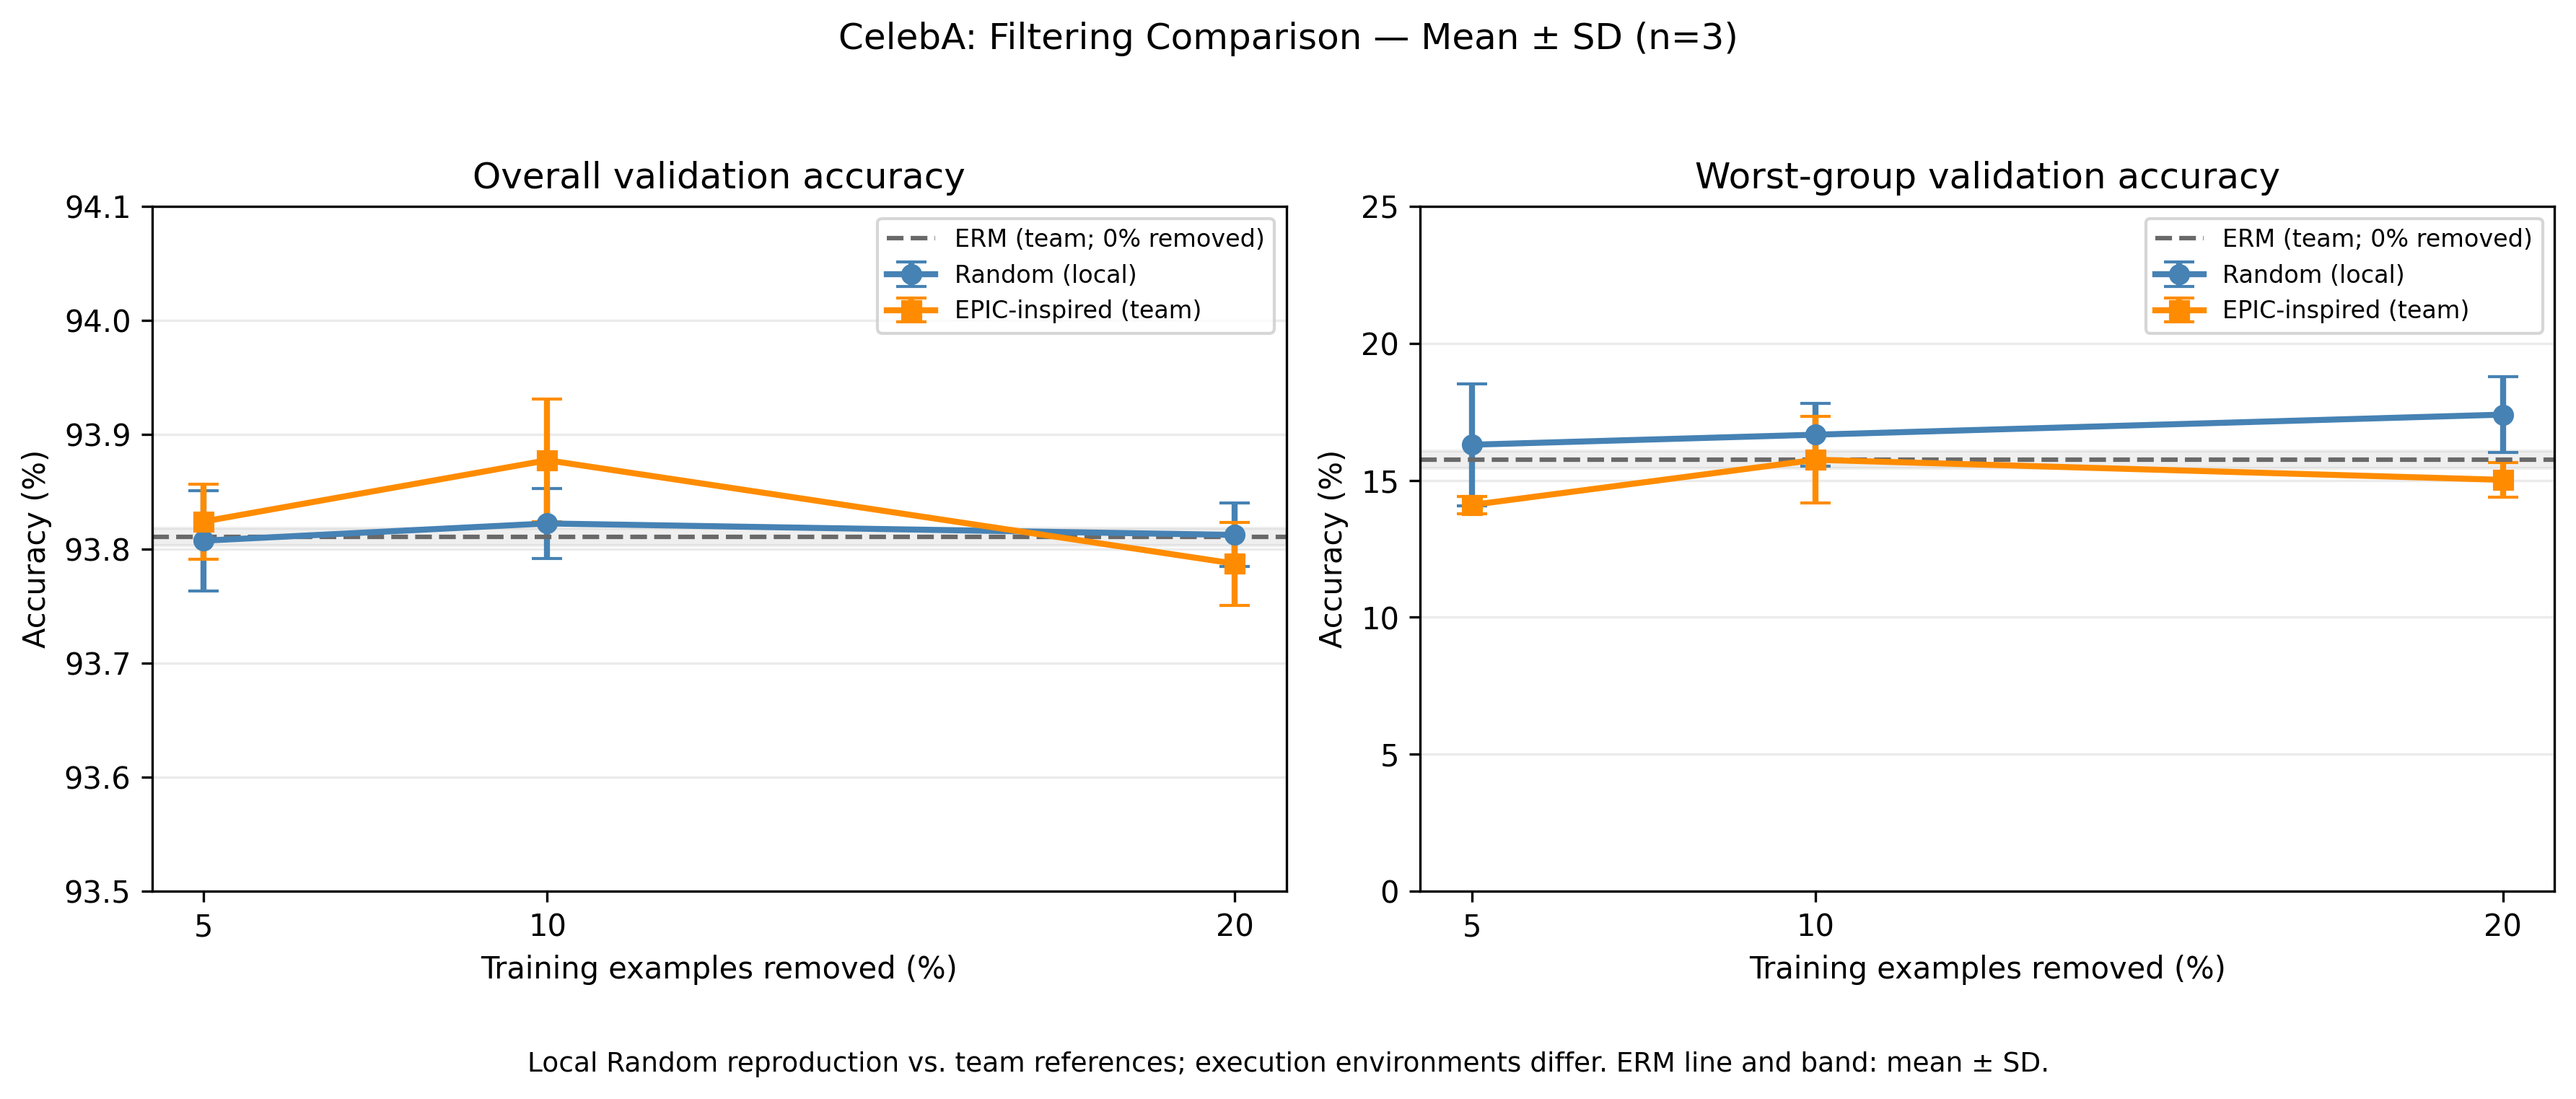 CelebA: Filtering Comparison — Mean ± SD (n=3)
Overall validation accuracy
94.1
94.0
93.9
93.8
93.7
93.6
93.5
Accuracy (%)
5
10
20
Training examples removed (%)
ERM (team; 0% removed)
Random (local)
EPIC-inspired (team)
Worst-group validation accuracy
25
20
15
10
5
0
Accuracy (%)
5
10
20
Training examples removed (%)
ERM (team; 0% removed)
Random (local)
EPIC-inspired (team)
Local Random reproduction vs. team references; execution environments differ. ERM line and band: mean ± SD.